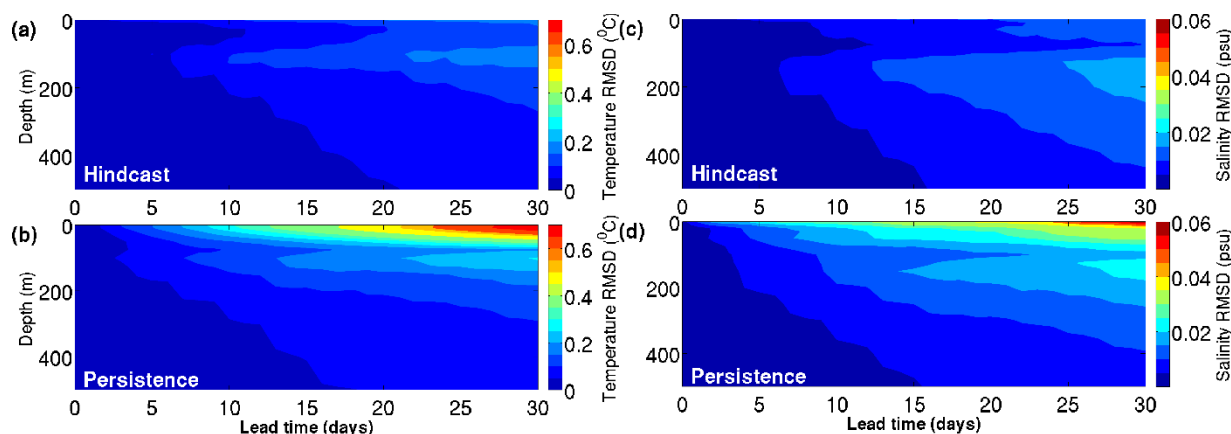 (a)
0
200
400
Depth (m)
Hindcast
0 5 10 15 20 25 30
0.6
0.4
0.2
0
Temperature RMSD (⁰C)
(c)
0
200
400
Hindcast
0 5 10 15 20 25 30
0.06
0.04
0.02
Salinity RMSD (psu)
(b)
0
200
400
Depth (m)
Persistence
0 5 10 15 20 25 30
Lead time (days)
0.6
0.4
0.2
0
Temperature RMSD (⁰C)
(d)
0
200
400
Persistence
0 5 10 15 20 25 30
Lead time (days)
0.06
0.04
0.02
Salinity RMSD (psu)